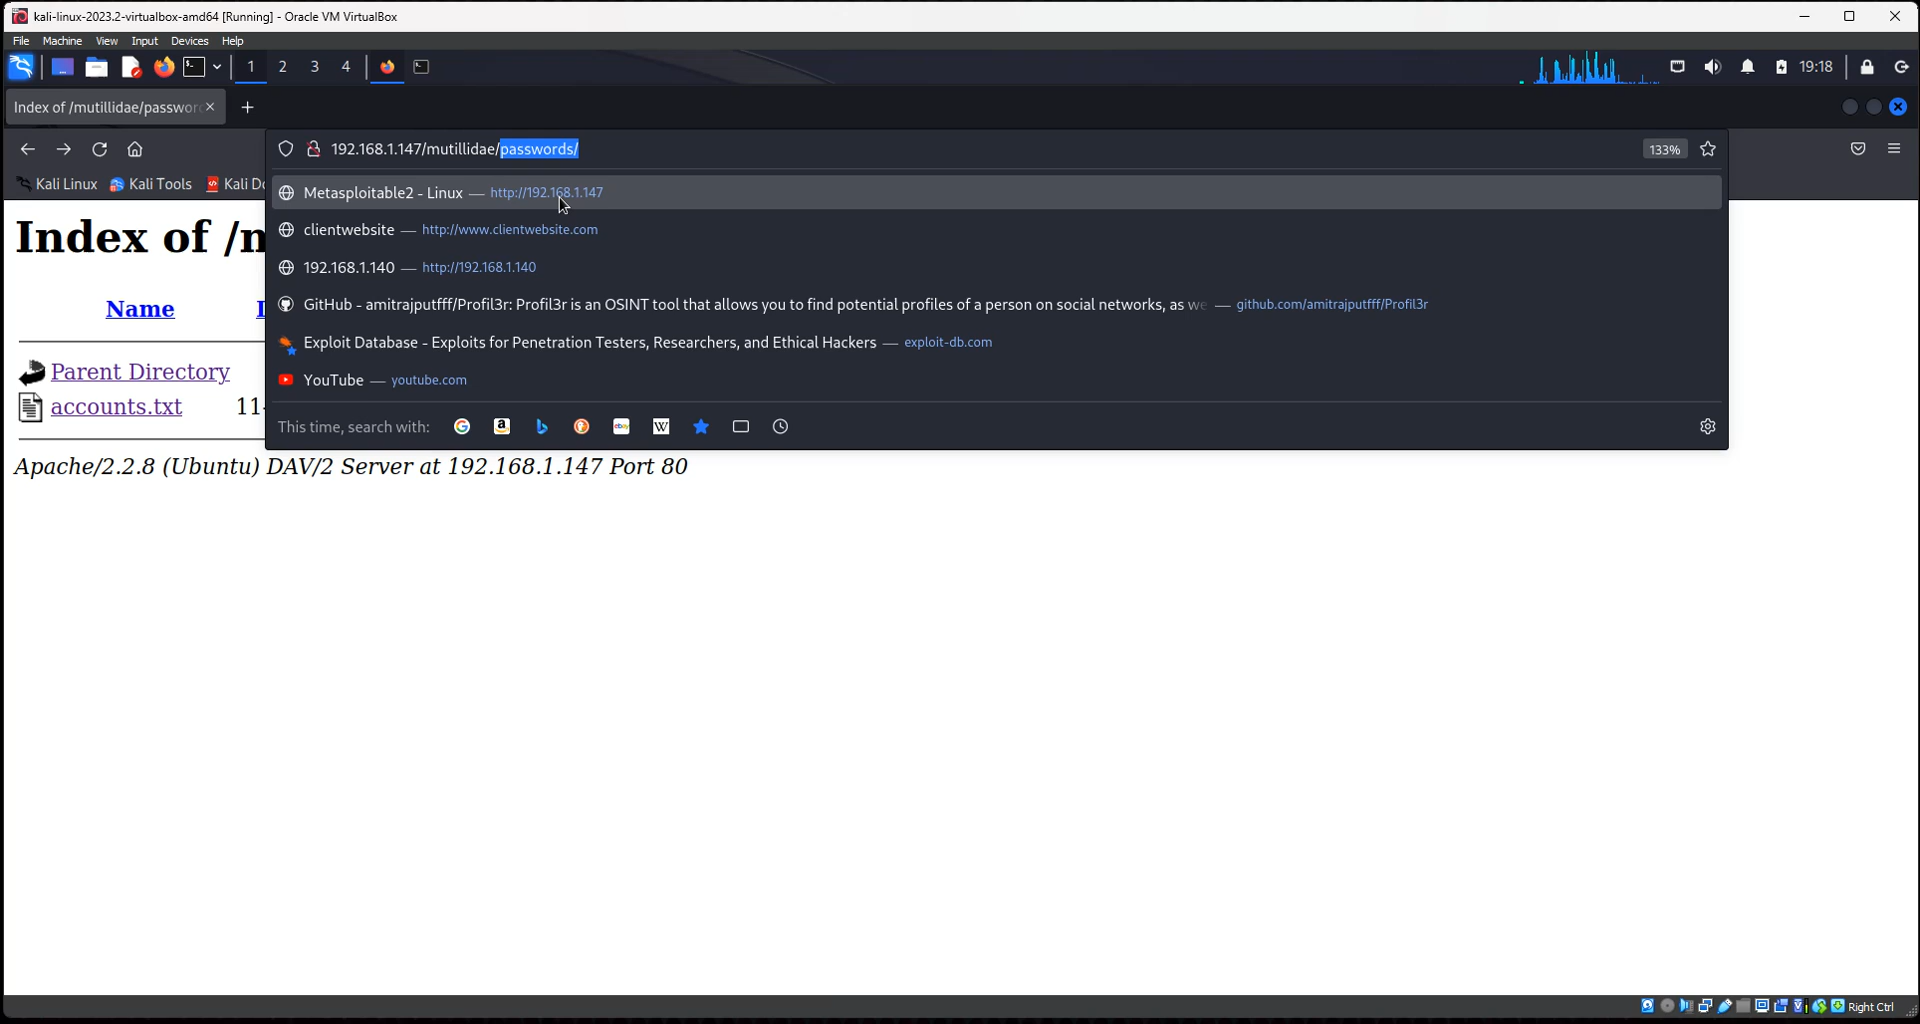 kali-linux-2023.2-virtualbox-amd64 [Running] - Oracle VM VirtualBox
File Machine View Input Devices Help
1 2 3 4 19:18
Index of /mutillidae/passwor
192.168.1.147/mutillidae/passwords/ 133%
Kali Linux Kali Tools Kali Do
Metasploitable2 - Linux — http://192.168.1.147
clientwebsite — http://www.clientwebsite.com
192.168.1.140 — http://192.168.1.140
GitHub - amitrajputfff/Profil3r: Profil3r is an OSINT tool that allows you to find potential profiles of a person on social networks, as we — github.com/amitrajputfff/Profil3r
Exploit Database - Exploits for Penetration Testers, Researchers, and Ethical Hackers — exploit-db.com
YouTube — youtube.com
This time, search with:
Index of /m
Name
Parent Directory
accounts.txt 11-
Apache/2.2.8 (Ubuntu) DAV/2 Server at 192.168.1.147 Port 80
Right Ctrl